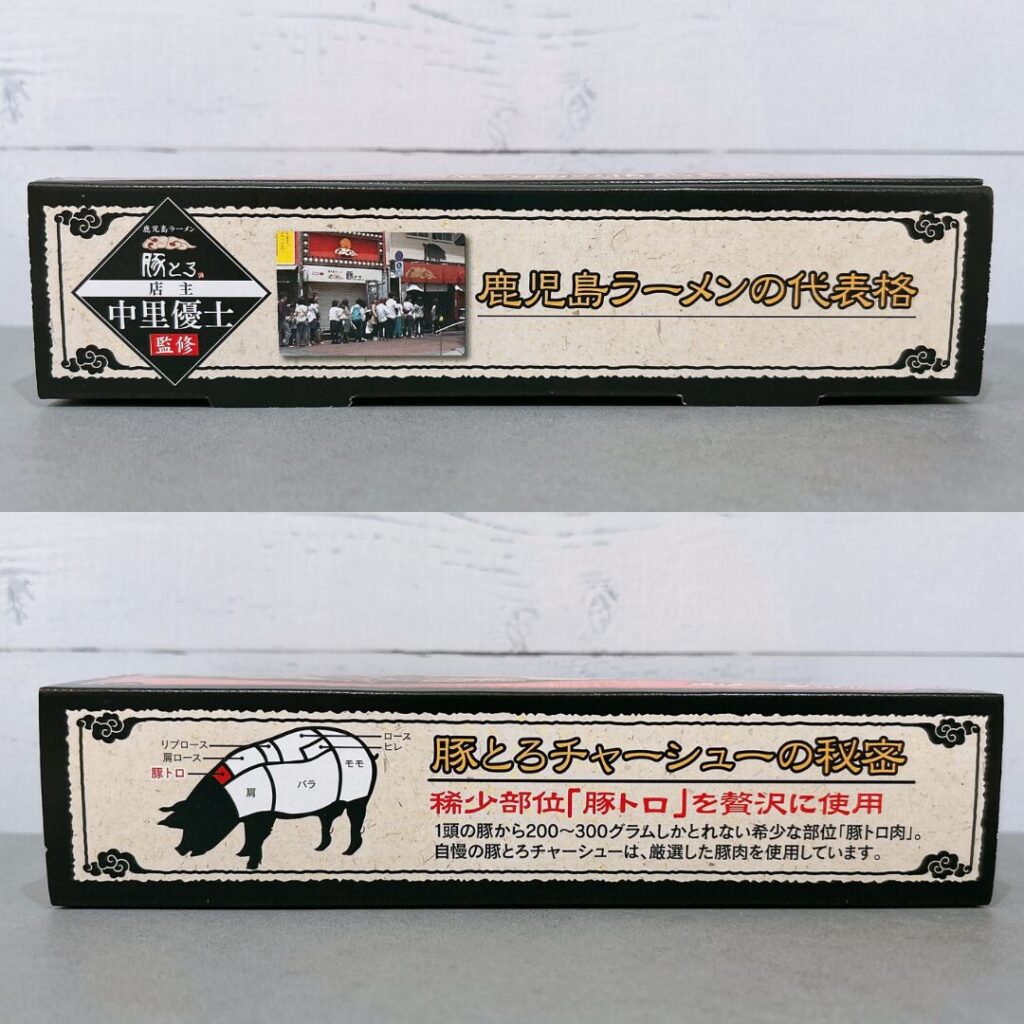 鹿児島ラーメン
豚とろ
店主
中里優士
監修
鹿児島ラーメンの代表格
リブロース
肩ロース
豚トロ
肩
バラ
モモ
ロース
ヒレ
豚とろチャーシューの秘密
稀少部位「豚トロ」を贅沢に使用
1頭の豚から200〜300グラムしかとれない希少な部位「豚トロ肉」。
自慢の豚とろチャーシューは、厳選した豚肉を使用しています。